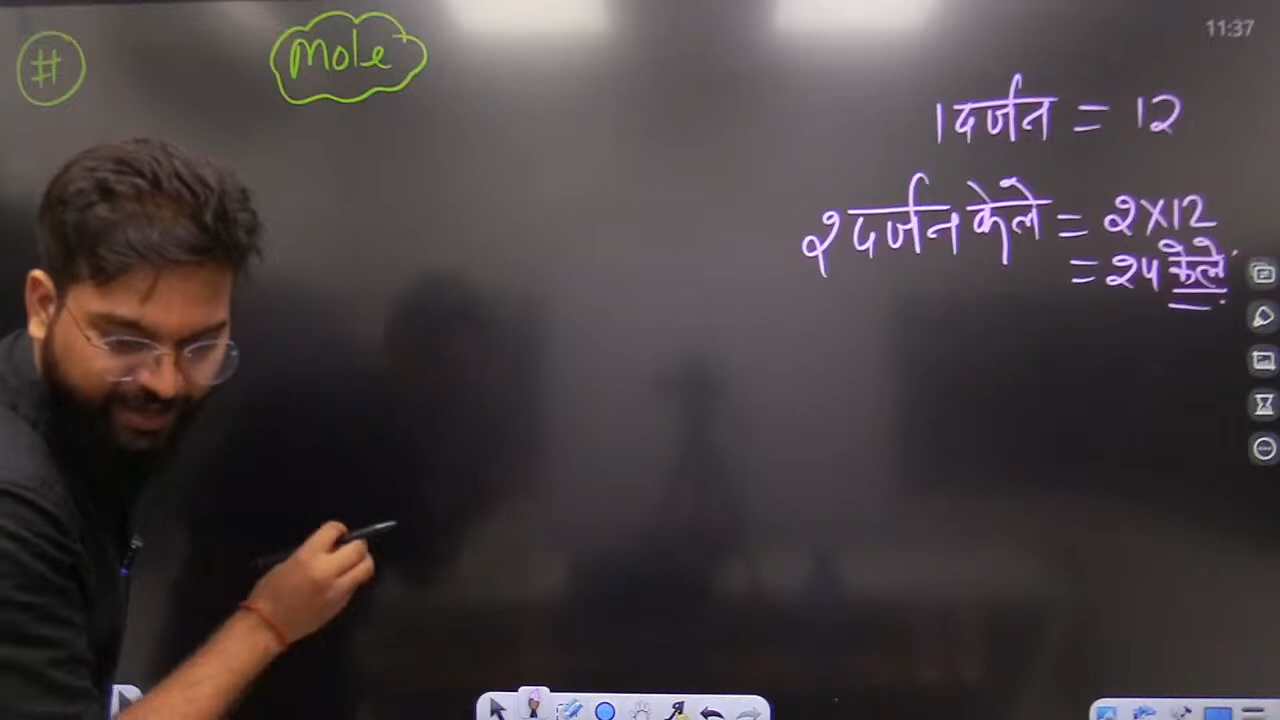 #
Mole
11:37
1 दर्जन = 12
2 दर्जन केले = 2×12
= 24 केले